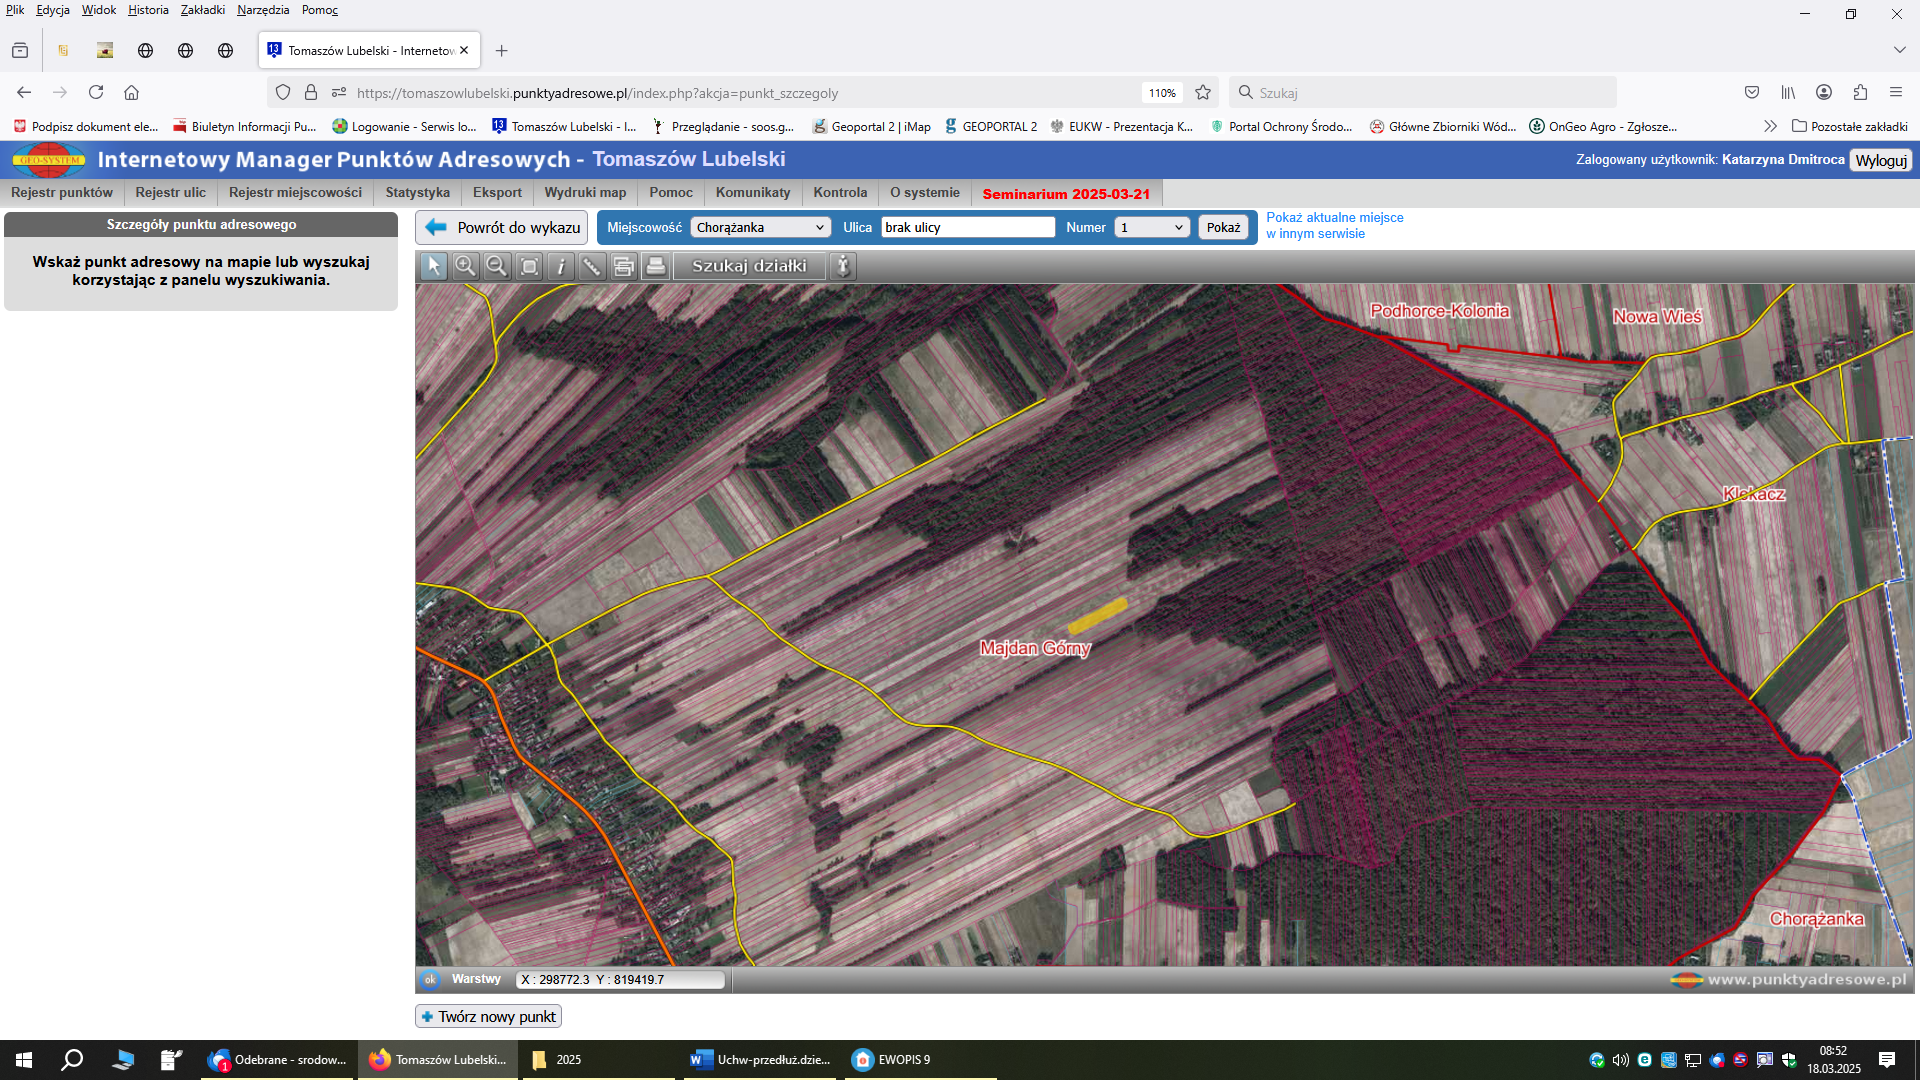 Plik Edycja Widok Historia Zakładki Narzędzia Pomoc
Tomaszów Lubelski - Internetow
https://tomaszowlubelski.punktyadresowe.pl/index.php?akcja=punkt_szczegoly 110% Szukaj
Podpisz dokument ele... Biuletyn Informacji Pu... Logowanie - Serwis lo... Tomaszów Lubelski - I... Przeglądanie - soos.g... Geoportal 2 | iMap GEOPORTAL 2 EUKW - Prezentacja K... Portal Ochrony Środo... Główne Zbiorniki Wód... OnGeo Agro - Zgłosze... Pozostałe zakładki
GEO-SYSTEM Internetowy Manager Punktów Adresowych - Tomaszów Lubelski Zalogowany użytkownik: Katarzyna Dmitroca Wyloguj
Rejestr punktów Rejestr ulic Rejestr miejscowości Statystyka Eksport Wydruki map Pomoc Komunikaty Kontrola O systemie Seminarium 2025-03-21
Szczegóły punktu adresowego
Wskaż punkt adresowy na mapie lub wyszukaj
korzystając z panelu wyszukiwania.
Powrót do wykazu Miejscowość Chorążanka Ulica brak ulicy Numer 1 Pokaż
Pokaż aktualne miejsce
w innym serwisie
Szukaj działki
Podhorce-Kolonia
Nowa Wieś
Klekacz
Majdan Górny
Chorążanka
ok Warstwy X : 298772.3 Y : 819419.7 www.punktyadresowe.pl
Twórz nowy punkt
1 Odebrane - srodow... Tomaszów Lubelski... 2025 Uchw-przedłuż.dzie... EWOPIS 9
08:52
18.03.2025